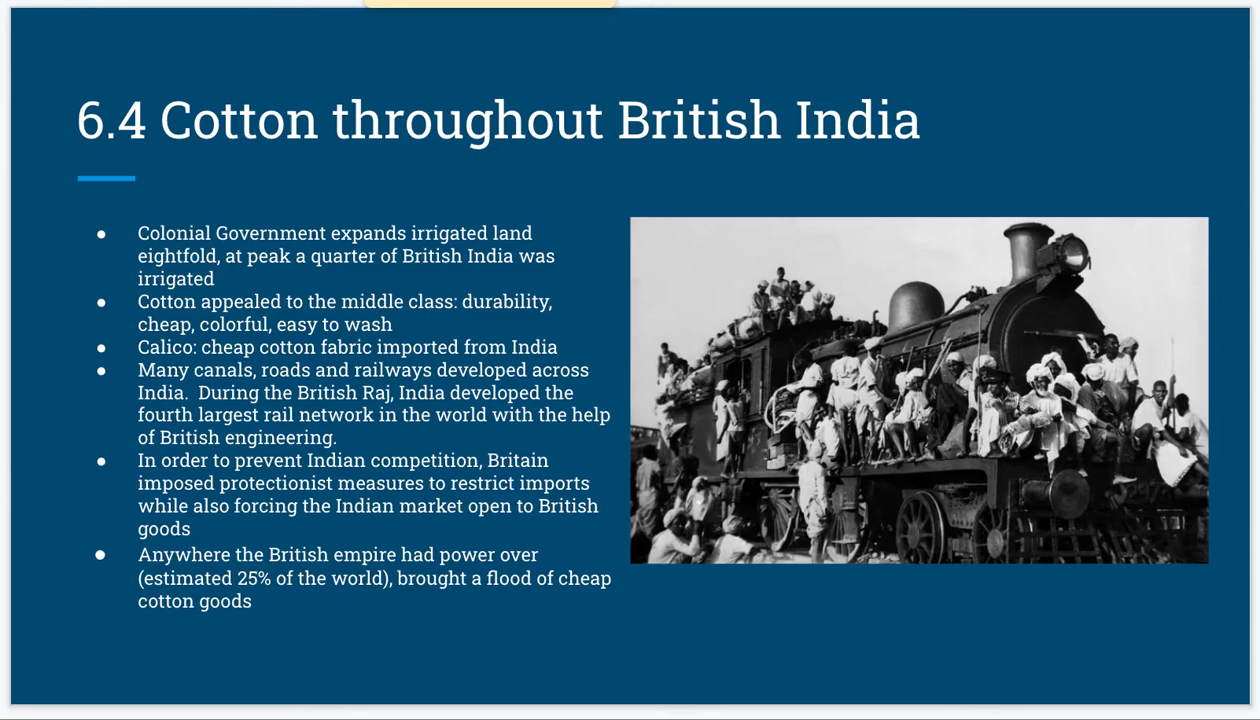 6.4 Cotton throughout British India
● Colonial Government expands irrigated land
eightfold, at peak a quarter of British India was
irrigated
● Cotton appealed to the middle class: durability,
cheap, colorful, easy to wash
● Calico: cheap cotton fabric imported from India
● Many canals, roads and railways developed across
India.  During the British Raj, India developed the
fourth largest rail network in the world with the help
of British engineering.
● In order to prevent Indian competition, Britain
imposed protectionist measures to restrict imports
while also forcing the Indian market open to British
goods
● Anywhere the British empire had power over
(estimated 25% of the world), brought a flood of cheap
cotton goods